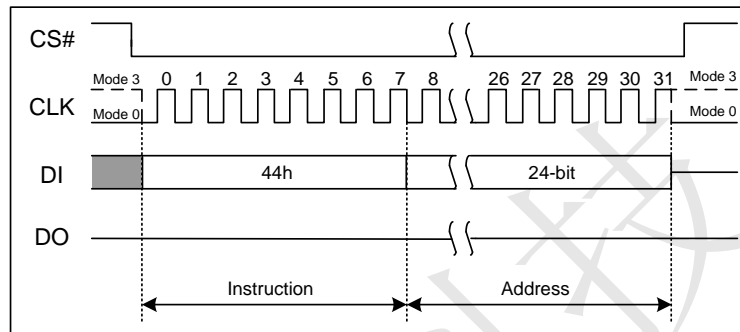 CS#
Mode 3 0 1 2 3 4 5 6 7 8 26 27 28 29 30 31 Mode 3
CLK
Mode 0 Mode 0
DI 44h 24-bit
DO
Instruction Address